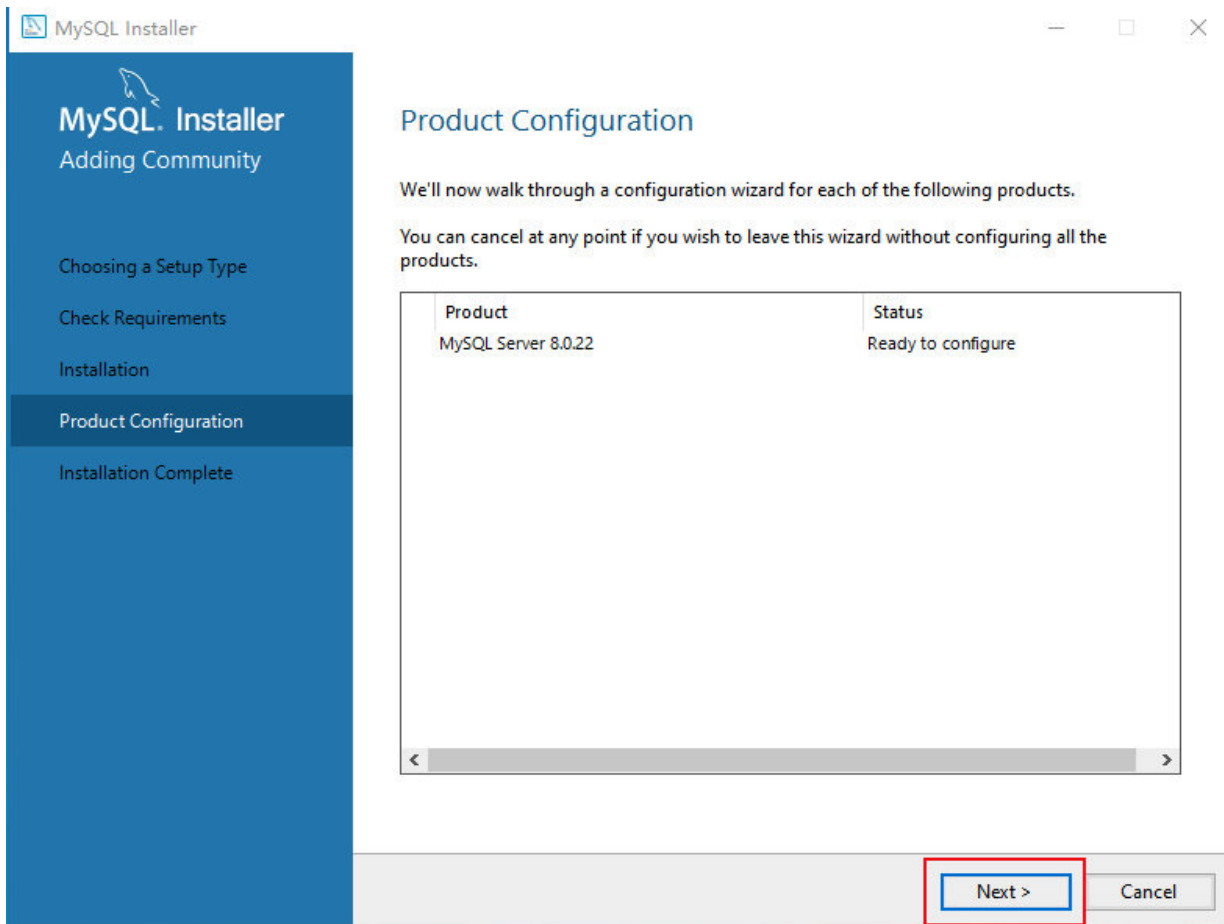 MySQL Installer
MySQL. Installer
Adding Community
Choosing a Setup Type
Check Requirements
Installation
Product Configuration
Installation Complete
Product Configuration
We'll now walk through a configuration wizard for each of the following products.
You can cancel at any point if you wish to leave this wizard without configuring all the
products.
Product Status
MySQL Server 8.0.22 Ready to configure
Next > Cancel